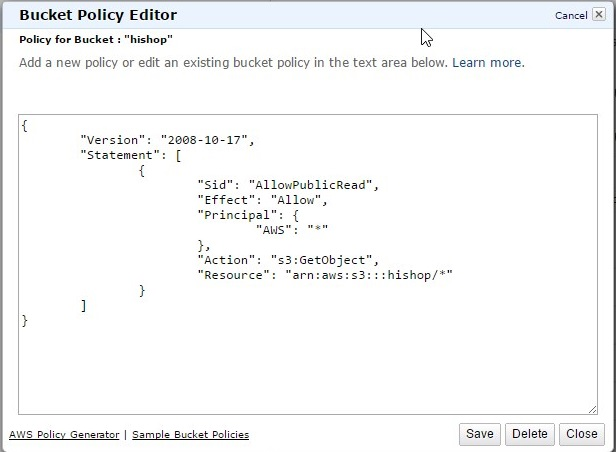 Bucket Policy Editor
Cancel
Policy for Bucket : "hishop"
Add a new policy or edit an existing bucket policy in the text area below. Learn more.
{
"Version": "2008-10-17",
"Statement": [
{
"Sid": "AllowPublicRead",
"Effect": "Allow",
"Principal": {
"AWS": "*"
},
"Action": "s3:GetObject",
"Resource": "arn:aws:s3:::hishop/*"
}
]
}
AWS Policy Generator | Sample Bucket Policies
Save Delete Close